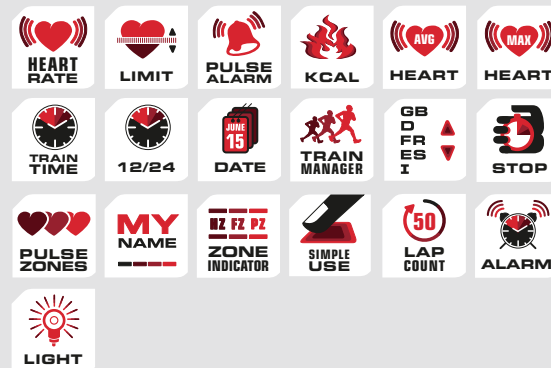 HEART
RATE
LIMIT
PULSE
ALARM
KCAL
AVG
HEART
MAX
HEART
TRAIN
TIME
12/24
JUNE
15
DATE
TRAIN
MANAGER
GB
D
FR
ES
I
STOP
PULSE
ZONES
MY
NAME
HZ FZ PZ
ZONE
INDICATOR
SIMPLE
USE
50
LAP
COUNT
ALARM
LIGHT